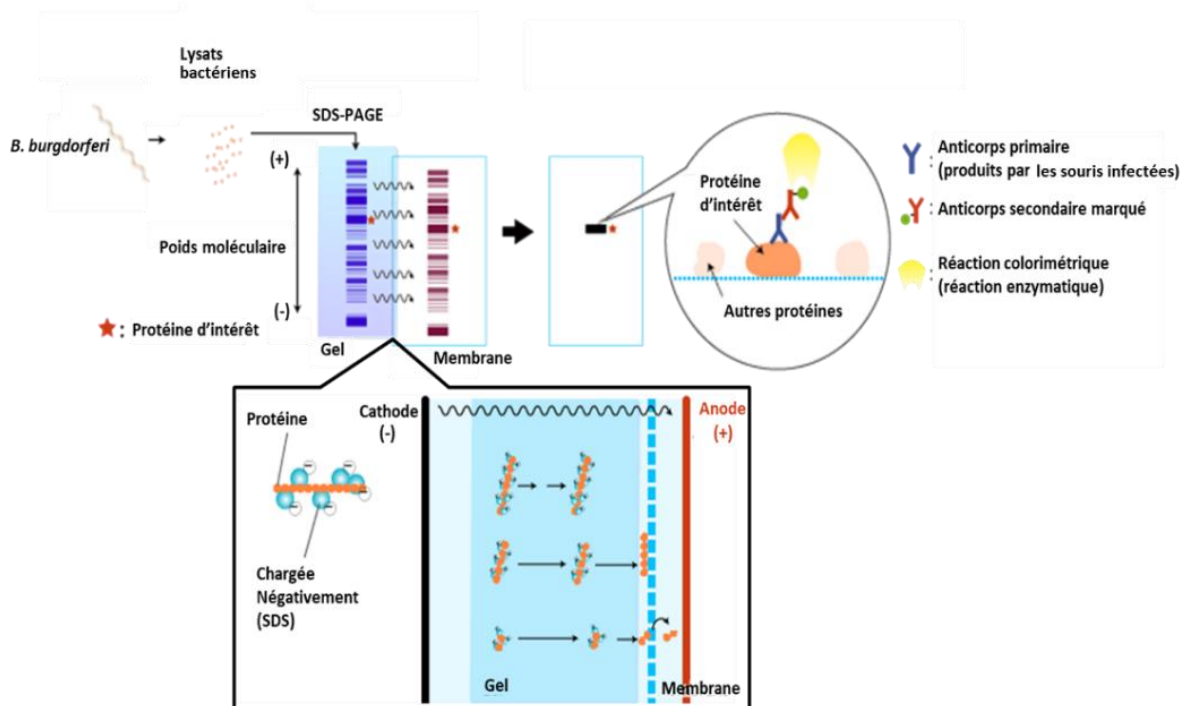 Lysats
bactériens
SDS-PAGE
B. burgdorferi
(+)
Poids moléculaire
(-)
★ : Protéine d'intérêt
Gel
Membrane
Protéine
d'intérêt
Autres protéines
: Anticorps primaire
(produits par les souris infectées)
: Anticorps secondaire marqué
: Réaction colorimétrique
(réaction enzymatique)
Protéine
Cathode
(-)
Anode
(+)
Chargée
Négativement
(SDS)
Gel
Membrane